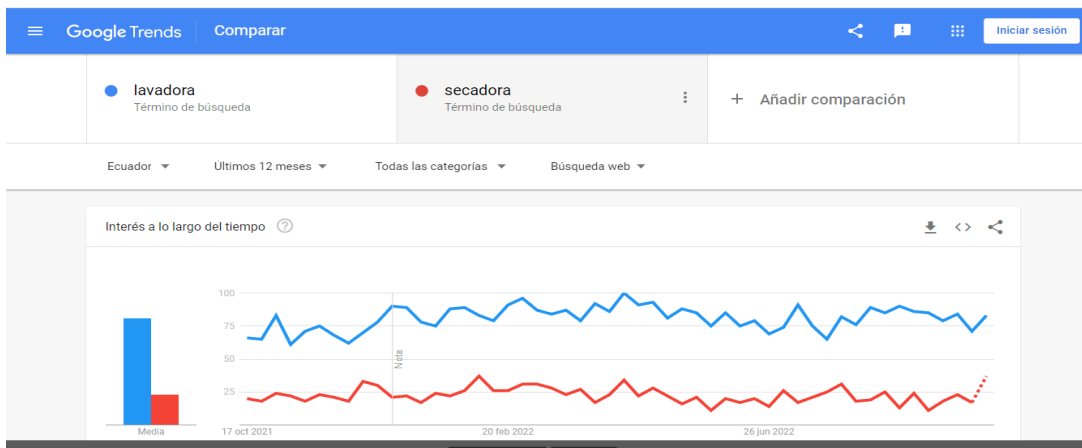 Google Trends Comparar Iniciar sesión
lavadora
Término de búsqueda
secadora
Término de búsqueda
+ Añadir comparación
Ecuador Últimos 12 meses Todas las categorías Búsqueda web
Interés a lo largo del tiempo ?
100
75
50
25
Nota
Media
17 oct 2021 20 feb 2022 26 jun 2022